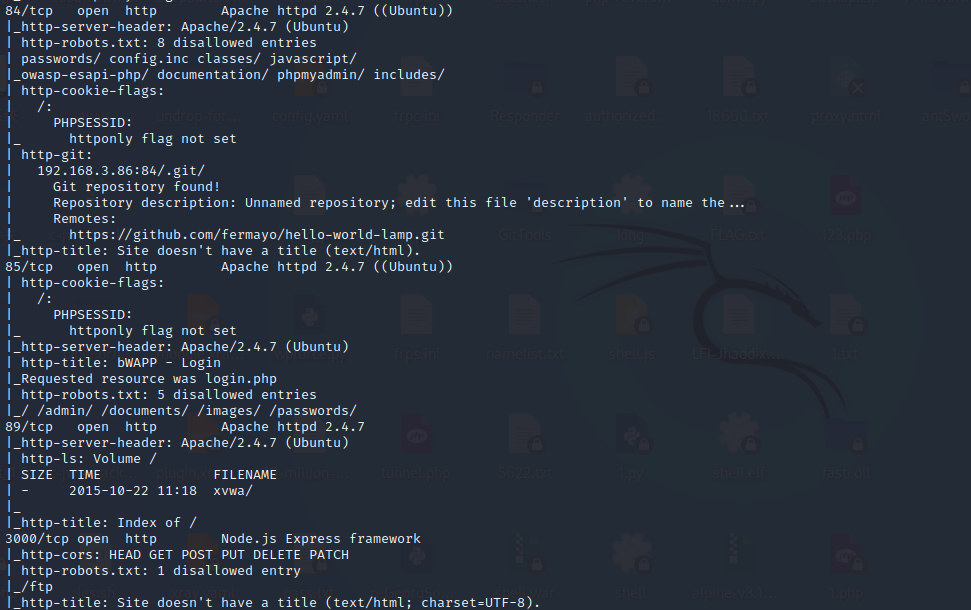 84/tcp   open  http        Apache httpd 2.4.7 ((Ubuntu))
|_http-server-header: Apache/2.4.7 (Ubuntu)
| http-robots.txt: 8 disallowed entries
| passwords/ config.inc classes/ javascript/
|_owasp-esapi-php/ documentation/ phpmyadmin/ includes/
| http-cookie-flags:
|   /:
|     PHPSESSID:
|_      httponly flag not set
| http-git:
|   192.168.3.86:84/.git/
|     Git repository found!
|     Repository description: Unnamed repository; edit this file 'description' to name the...
|     Remotes:
|_      https://github.com/fermayo/hello-world-lamp.git
|_http-title: Site doesn't have a title (text/html).
85/tcp   open  http        Apache httpd 2.4.7 ((Ubuntu))
| http-cookie-flags:
|   /:
|     PHPSESSID:
|_      httponly flag not set
|_http-server-header: Apache/2.4.7 (Ubuntu)
| http-title: bWAPP - Login
|_Requested resource was login.php
| http-robots.txt: 5 disallowed entries
|_/ /admin/ /documents/ /images/ /passwords/
89/tcp   open  http        Apache httpd 2.4.7
|_http-server-header: Apache/2.4.7 (Ubuntu)
| http-ls: Volume /
| SIZE  TIME              FILENAME
| -     2015-10-22 11:18  xvwa/
|_
|_http-title: Index of /
3000/tcp open  http        Node.js Express framework
|_http-cors: HEAD GET POST PUT DELETE PATCH
| http-robots.txt: 1 disallowed entry
|_/ftp
|_http-title: Site doesn't have a title (text/html; charset=UTF-8).